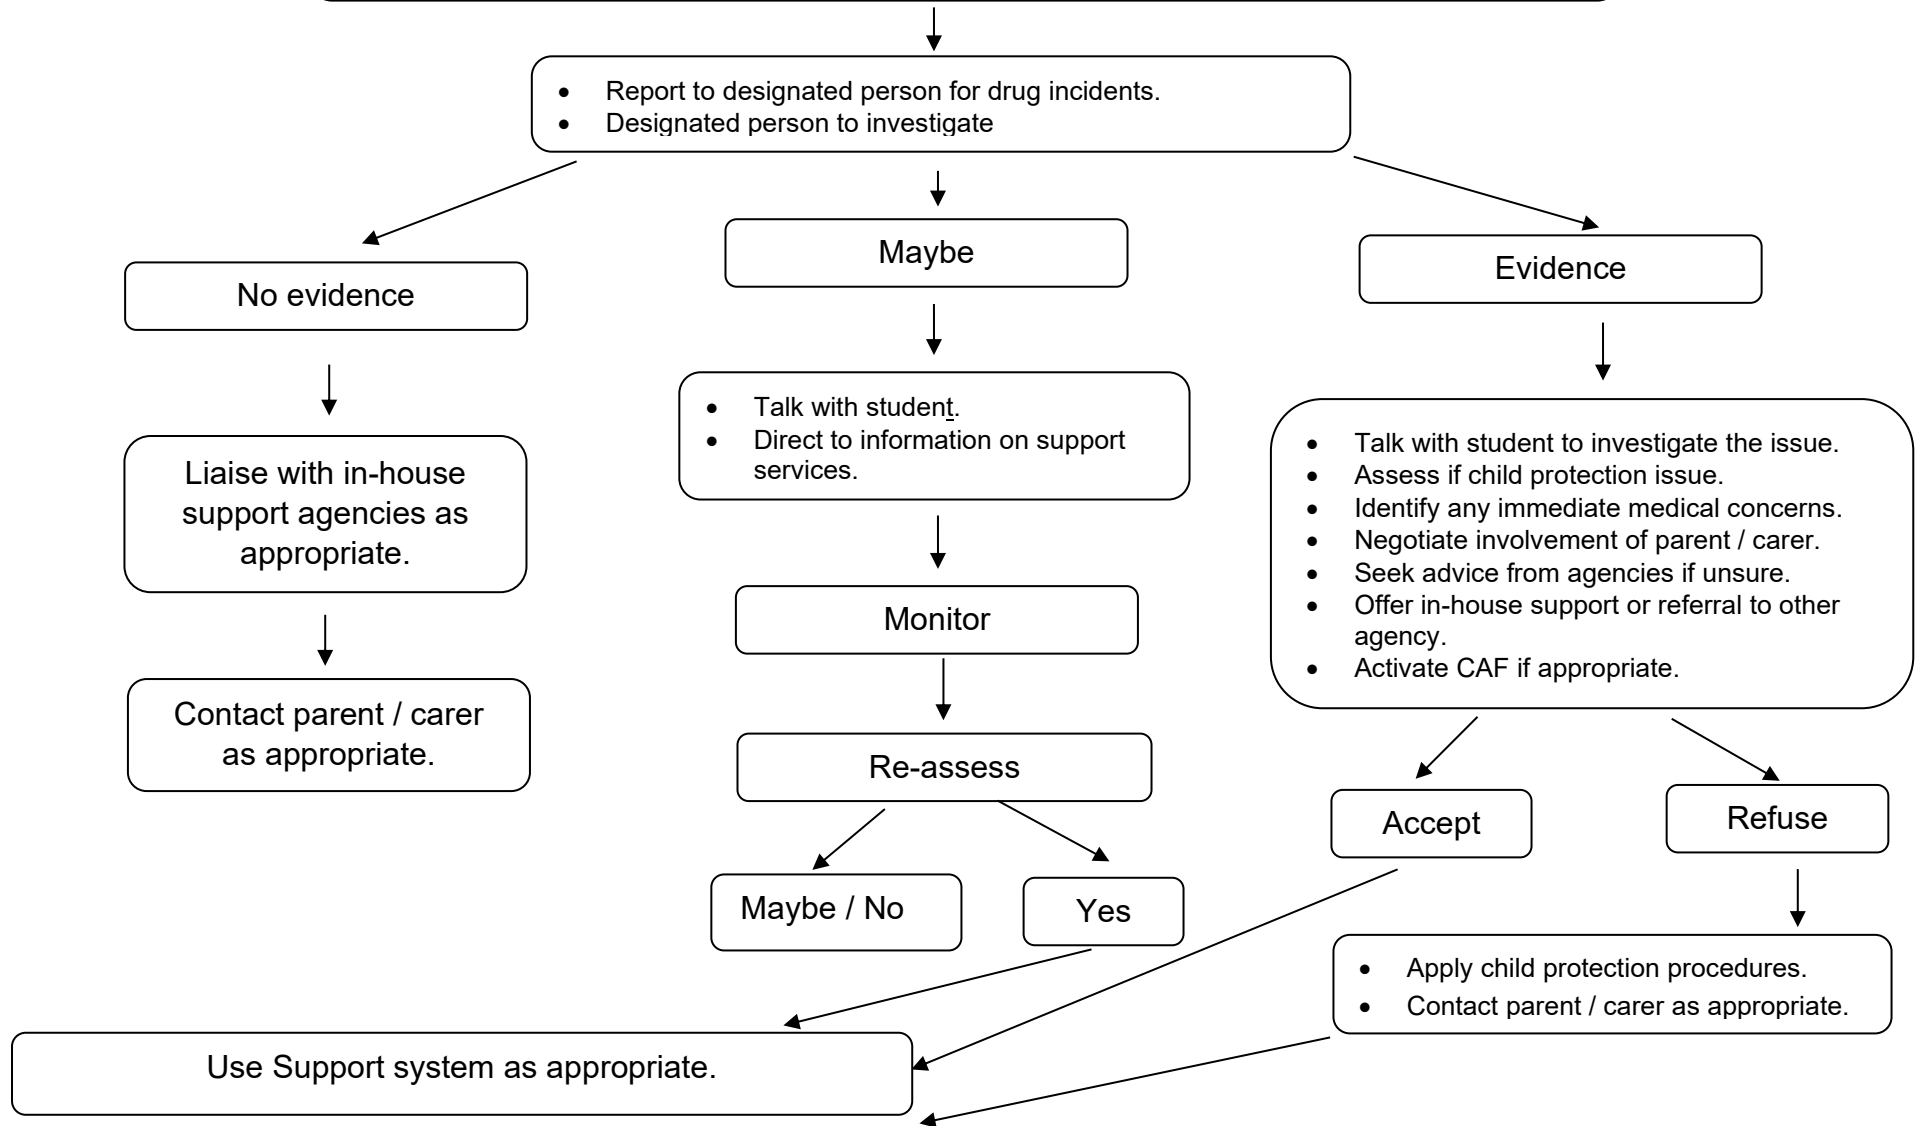 • Report to designated person for drug incidents.
• Designated person to investigate
No evidence
Maybe
Evidence
Liaise with in-house
support agencies as
appropriate.
Contact parent / carer
as appropriate.
• Talk with student.
• Direct to information on support
services.
Monitor
Re-assess
Maybe / No
Yes
• Talk with student to investigate the issue.
• Assess if child protection issue.
• Identify any immediate medical concerns.
• Negotiate involvement of parent / carer.
• Seek advice from agencies if unsure.
• Offer in-house support or referral to other
agency.
• Activate CAF if appropriate.
Accept
Refuse
• Apply child protection procedures.
• Contact parent / carer as appropriate.
Use Support system as appropriate.